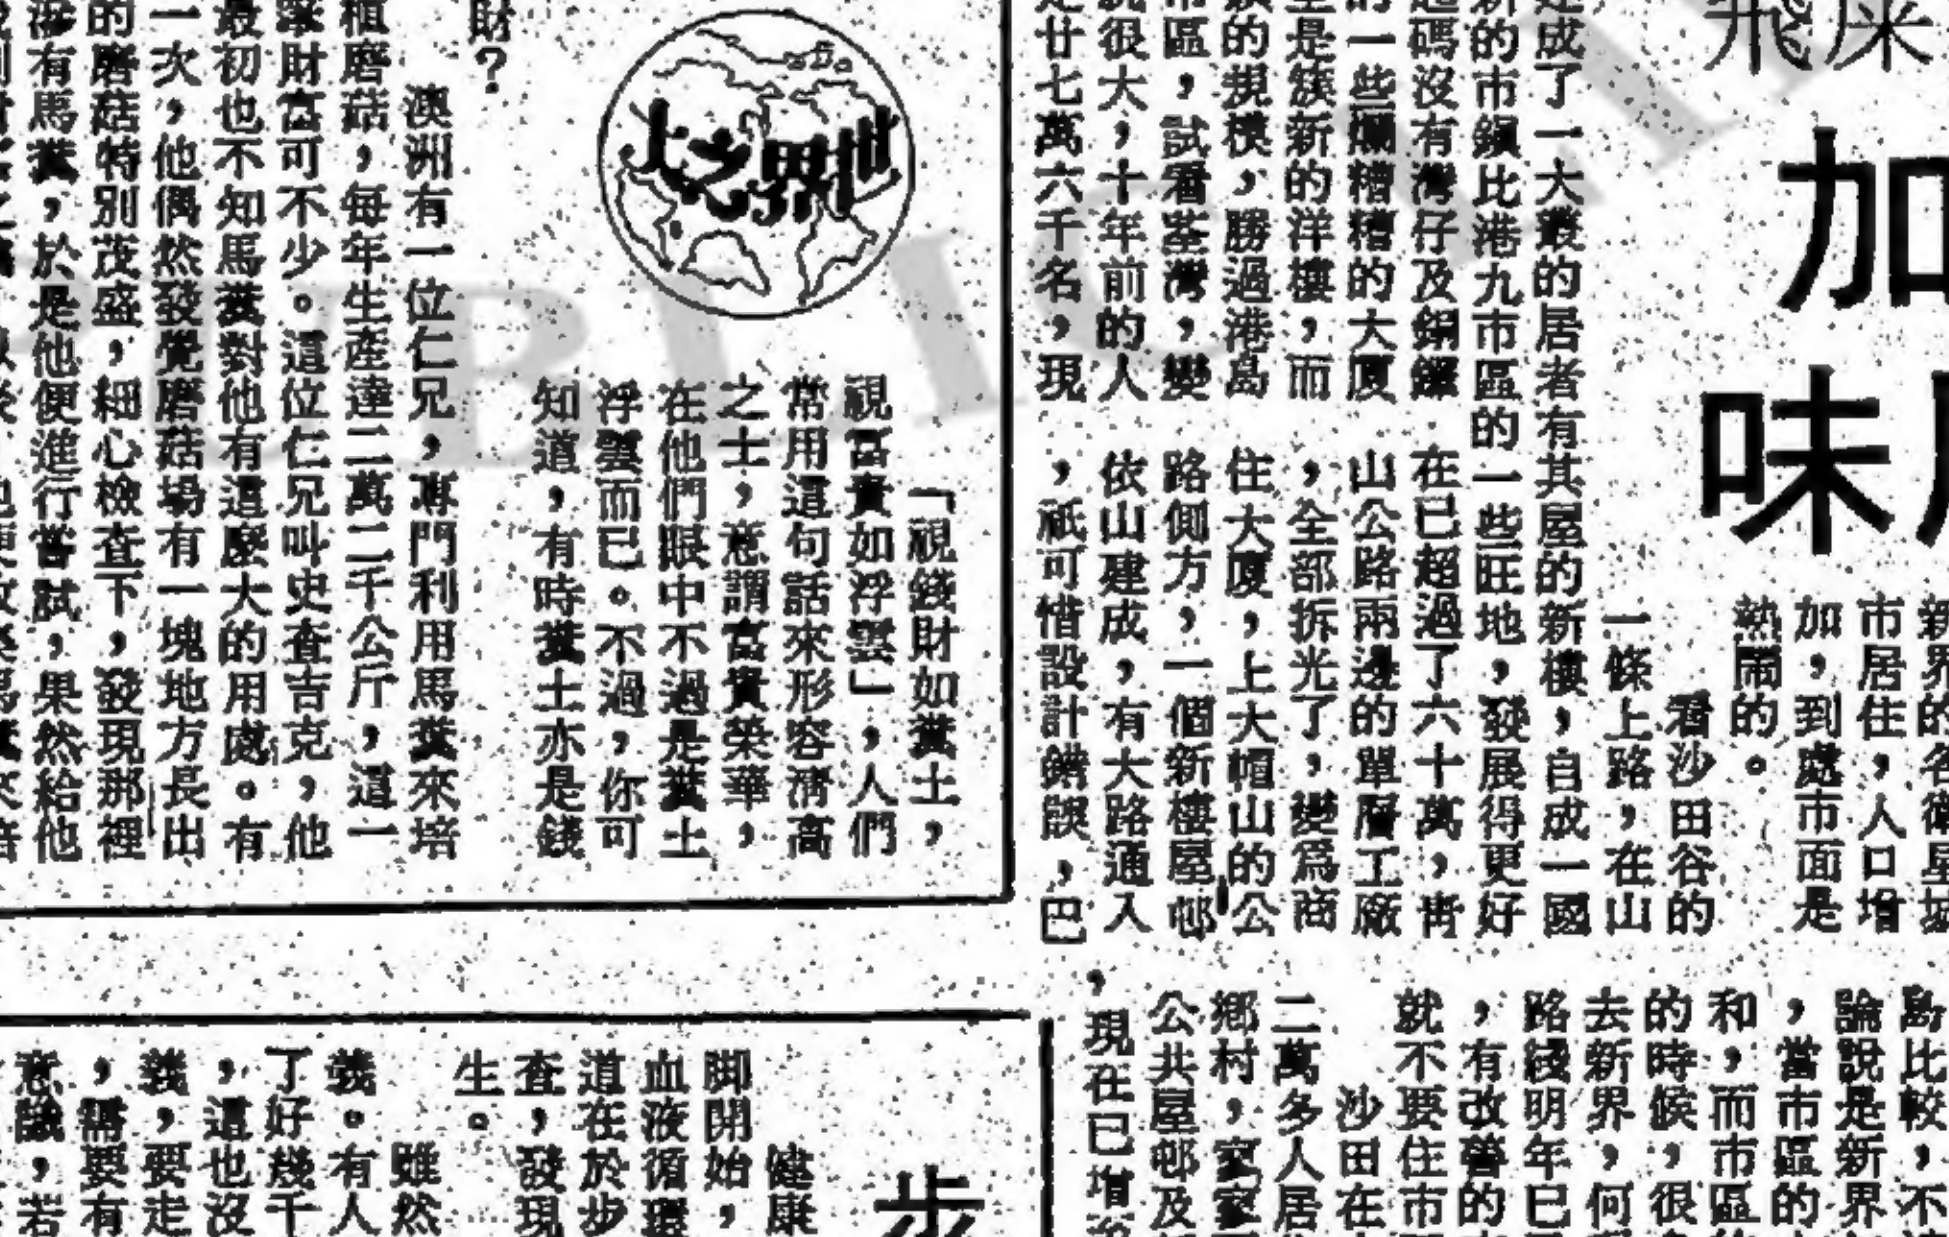 加
味
新界的各衞星城
市居住，人口增
加，到處市面是
熱鬧的。
看沙田谷的
一條上路，在山
建成了一大叢的居者有其屋的新樓，自成一國
新的市鎮比港九市區的一些旺地，發展得更好
起碼沒有灣仔及銅鑼
在已超過了六十萬，靑
的一些爛糟糟的大厦
山公路兩邊的單層工廠
全是簇新的洋樓，而
，全部拆光了，變爲商
的規模，勝過港島
住大厦，上大帽山的公
市區，試看荃灣，變
路側方，一個新樓屋邨
就很大，十年前的人
依山建成，有大路通入
是廿七萬六千名，現
，祇可惜設計錯誤，巴
島比較，不
論說是新界
，當市區的
和，而市區
的時候，很
去新界，何
路綫明年已
，有改善的
就不要住市
沙田在
二萬多人居
鄉村，家家
公共屋邨及
，現在已增
世界之上
「視錢財如糞土，
視富貴如浮雲」，人們
常用這句話來形容淸高
之士，意謂富貴榮華，
在他們眼中不過是糞土
浮雲而已。不過，你可
知道，有時糞土亦是錢
財？
澳洲有一位仁兄，專門利用馬糞來培
植磨菇，每年生產達二萬二千公斤，這一
筆財富可不少。這位仁兄叫史查吉克，他
最初也不知馬糞對他有這麼大的用處。有
一次，他偶然發覺磨菇場有一塊地方長出
的磨菇特別茂盛，細心檢查下，發現那裡
滲有馬糞，於是他便進行嘗試，果然給他
步
健康
脚開始，
血液循環
道在於步
查，發現
生。
雖然
義。有人
了好幾千
，這也沒
義，要走
，需要有
意識，若
PUBLIC